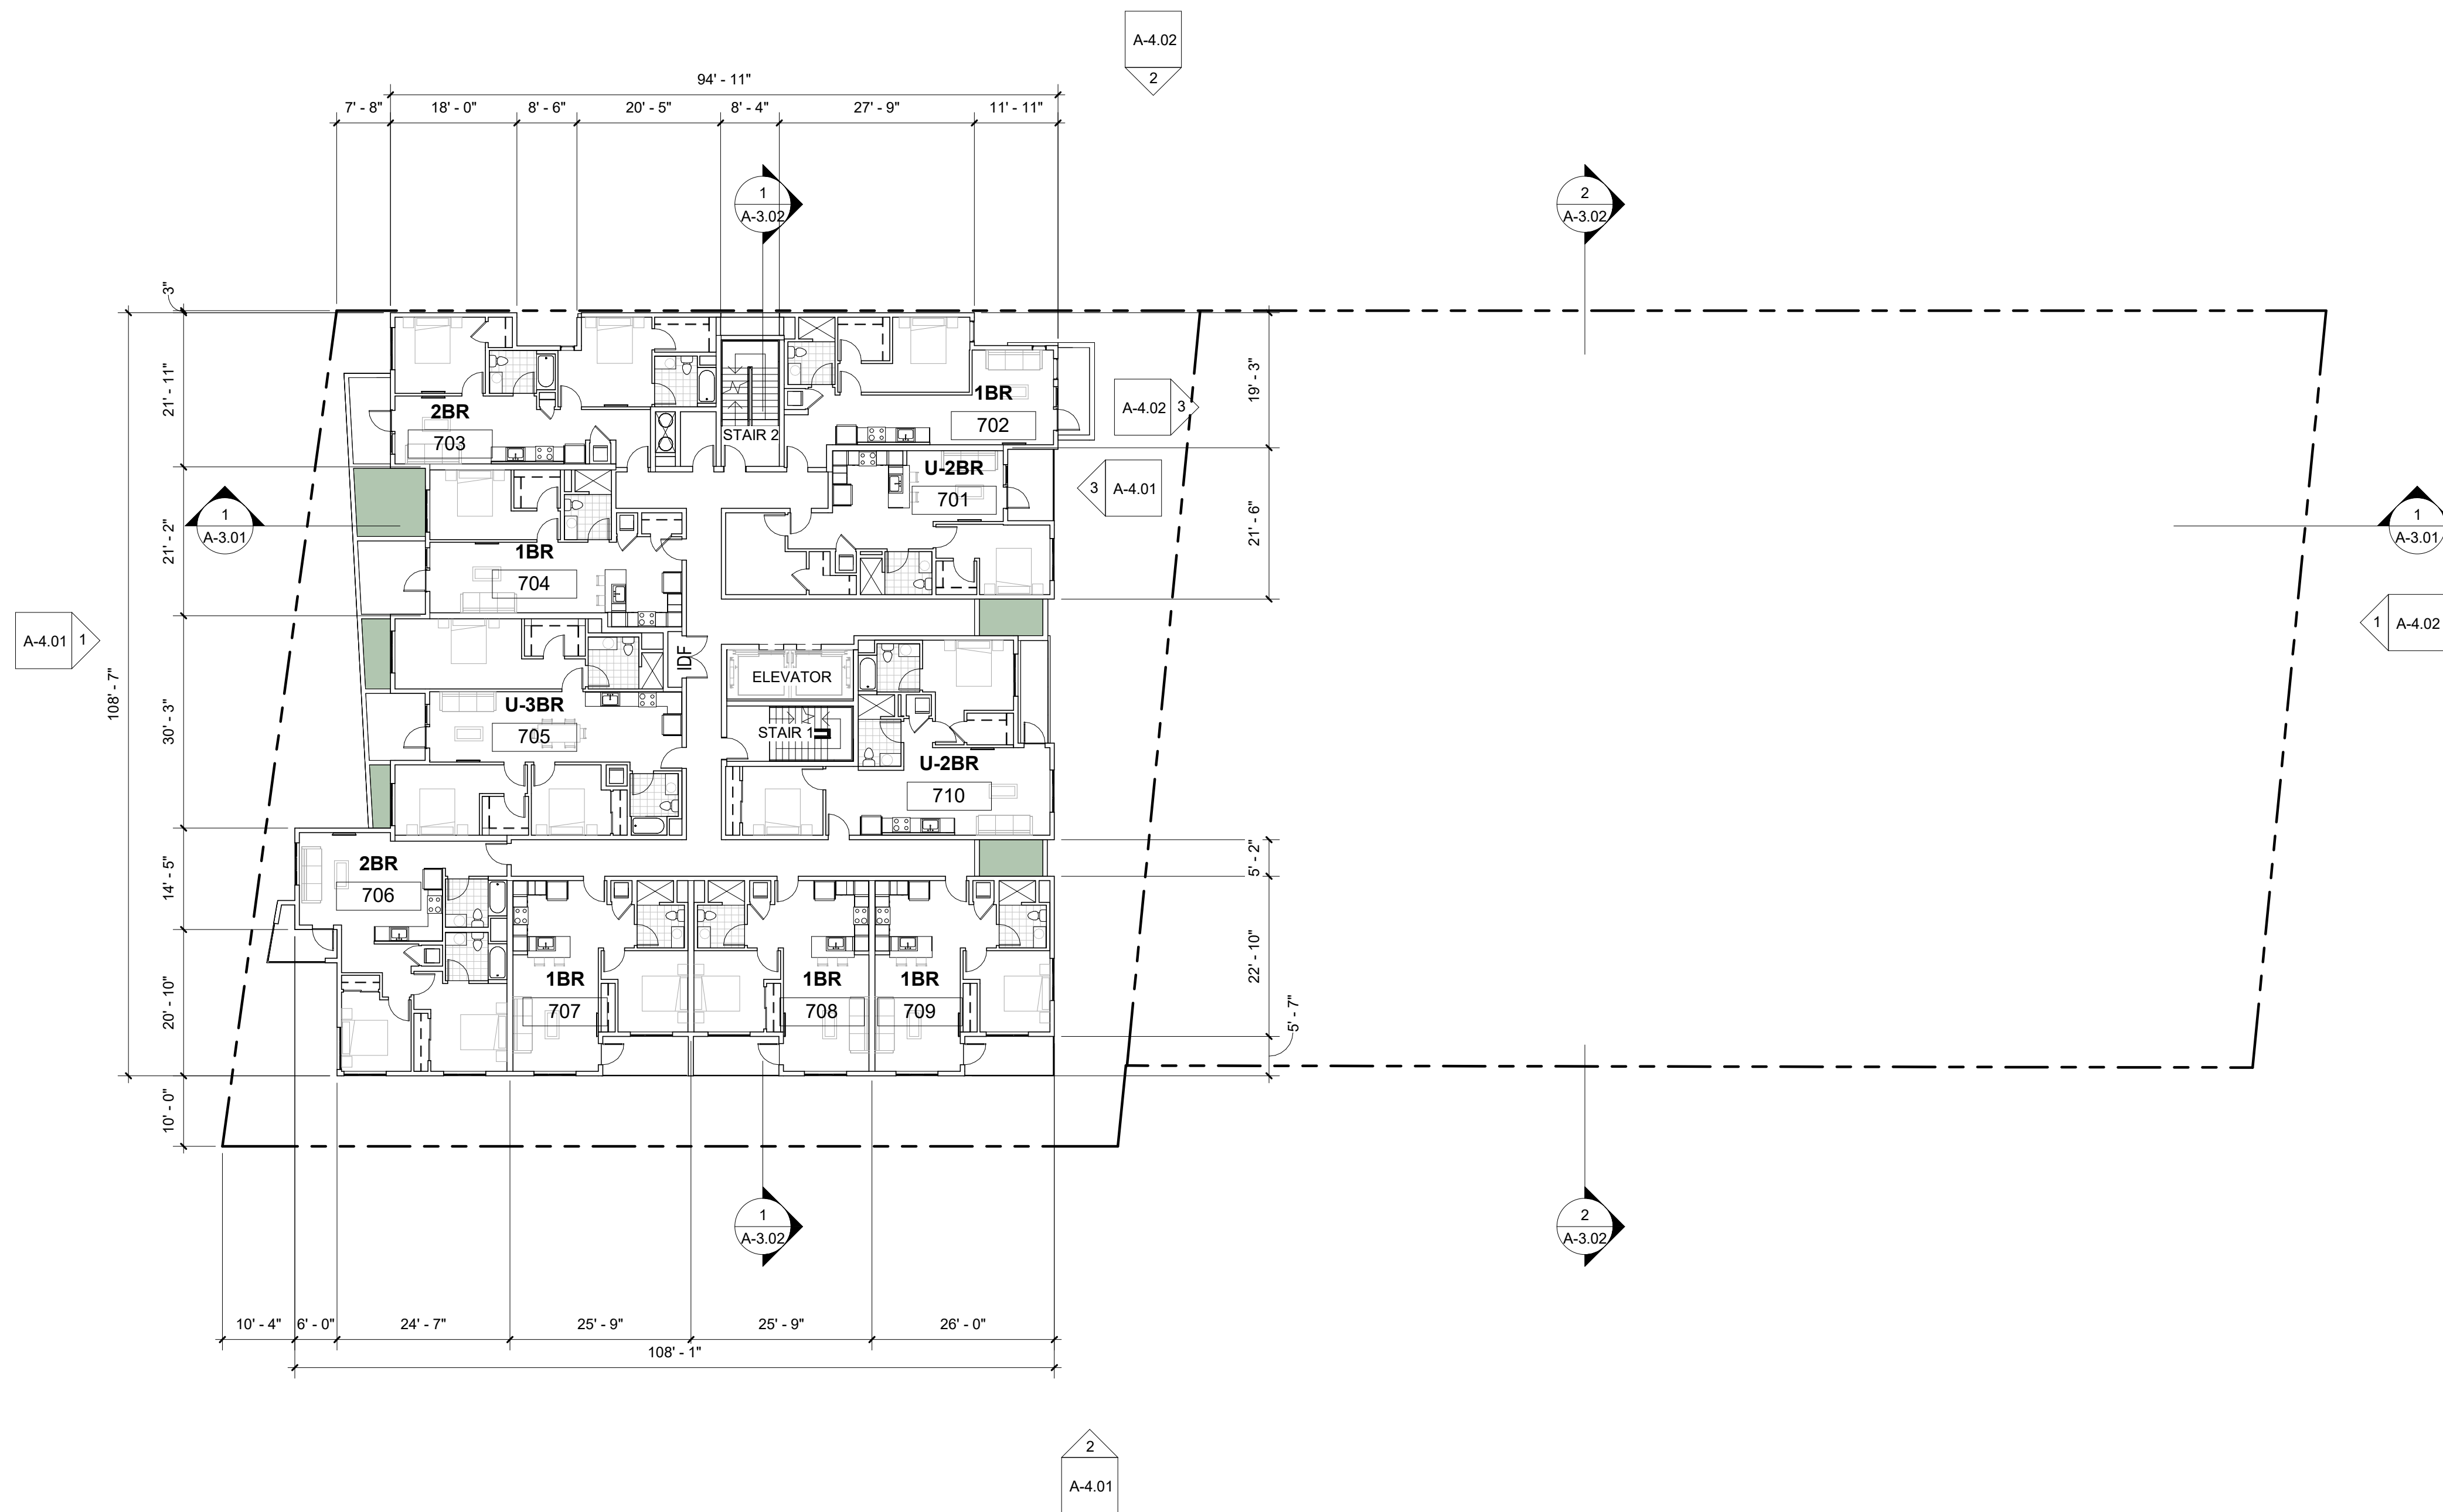 A-4.02
2
94' - 11"
7' - 8"
18' - 0"
8' - 6"
20' - 5"
8' - 4"
27' - 9"
11' - 11"
1
A-3.02
2
A-3.02
3"
21' - 11"
21' - 2"
30' - 3"
14' - 5"
20' - 10"
10' - 0"
108' - 7"
19' - 3"
21' - 6"
5' - 2"
22' - 10"
5' - 7"
2BR
703
STAIR 2
1BR
702
A-4.02
3
U-2BR
701
3
A-4.01
1
A-3.01
1
A-3.01
1BR
704
A-4.01
1
1
A-4.02
IDF
ELEVATOR
U-3BR
705
STAIR 1
U-2BR
710
2BR
706
1BR
707
1BR
708
1BR
709
1
A-3.02
2
A-3.02
10' - 4"
6' - 0"
24' - 7"
25' - 9"
25' - 9"
26' - 0"
108' - 1"
2
A-4.01